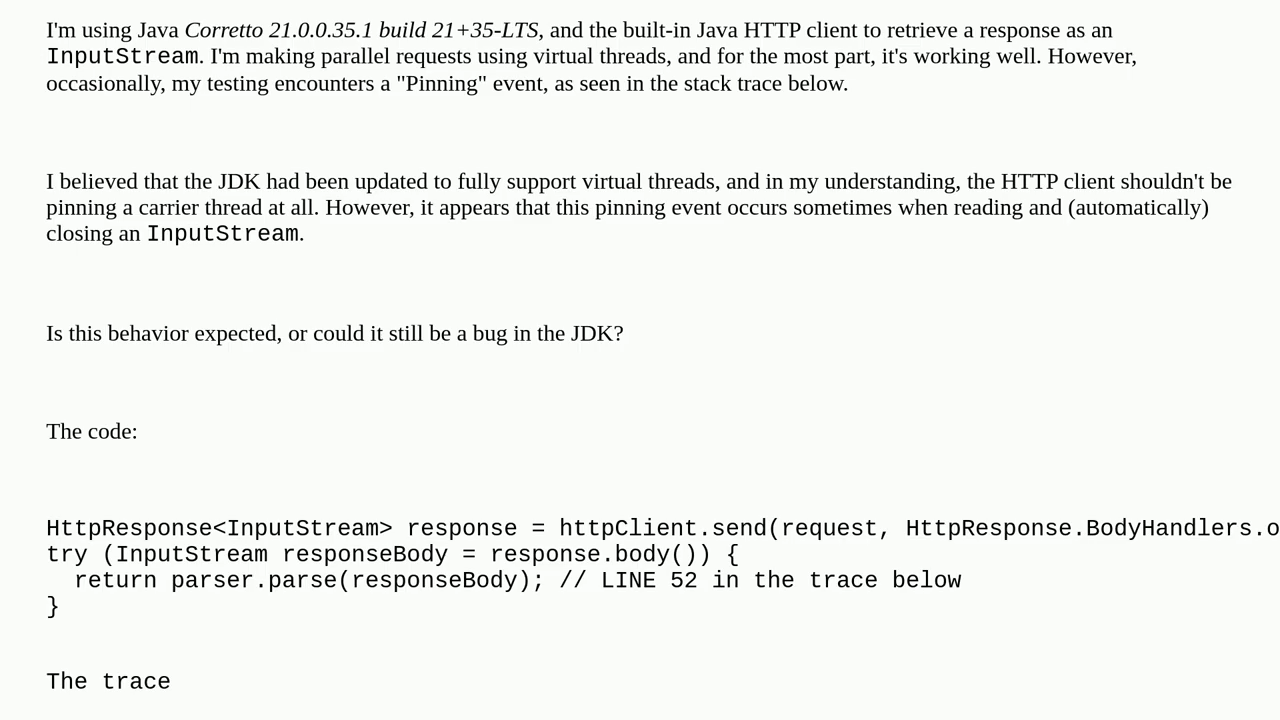 I'm using Java Corretto 21.0.0.35.1 build 21+35-LTS, and the built-in Java HTTP client to retrieve a response as an
InputStream. I'm making parallel requests using virtual threads, and for the most part, it's working well. However,
occasionally, my testing encounters a "Pinning" event, as seen in the stack trace below.
I believed that the JDK had been updated to fully support virtual threads, and in my understanding, the HTTP client shouldn't be
pinning a carrier thread at all. However, it appears that this pinning event occurs sometimes when reading and (automatically)
closing an InputStream.
Is this behavior expected, or could it still be a bug in the JDK?
The code:
HttpResponse<InputStream> response = httpClient.send(request, HttpResponse.BodyHandlers.o
try (InputStream responseBody = response.body()) {
  return parser.parse(responseBody); // LINE 52 in the trace below
}
The trace